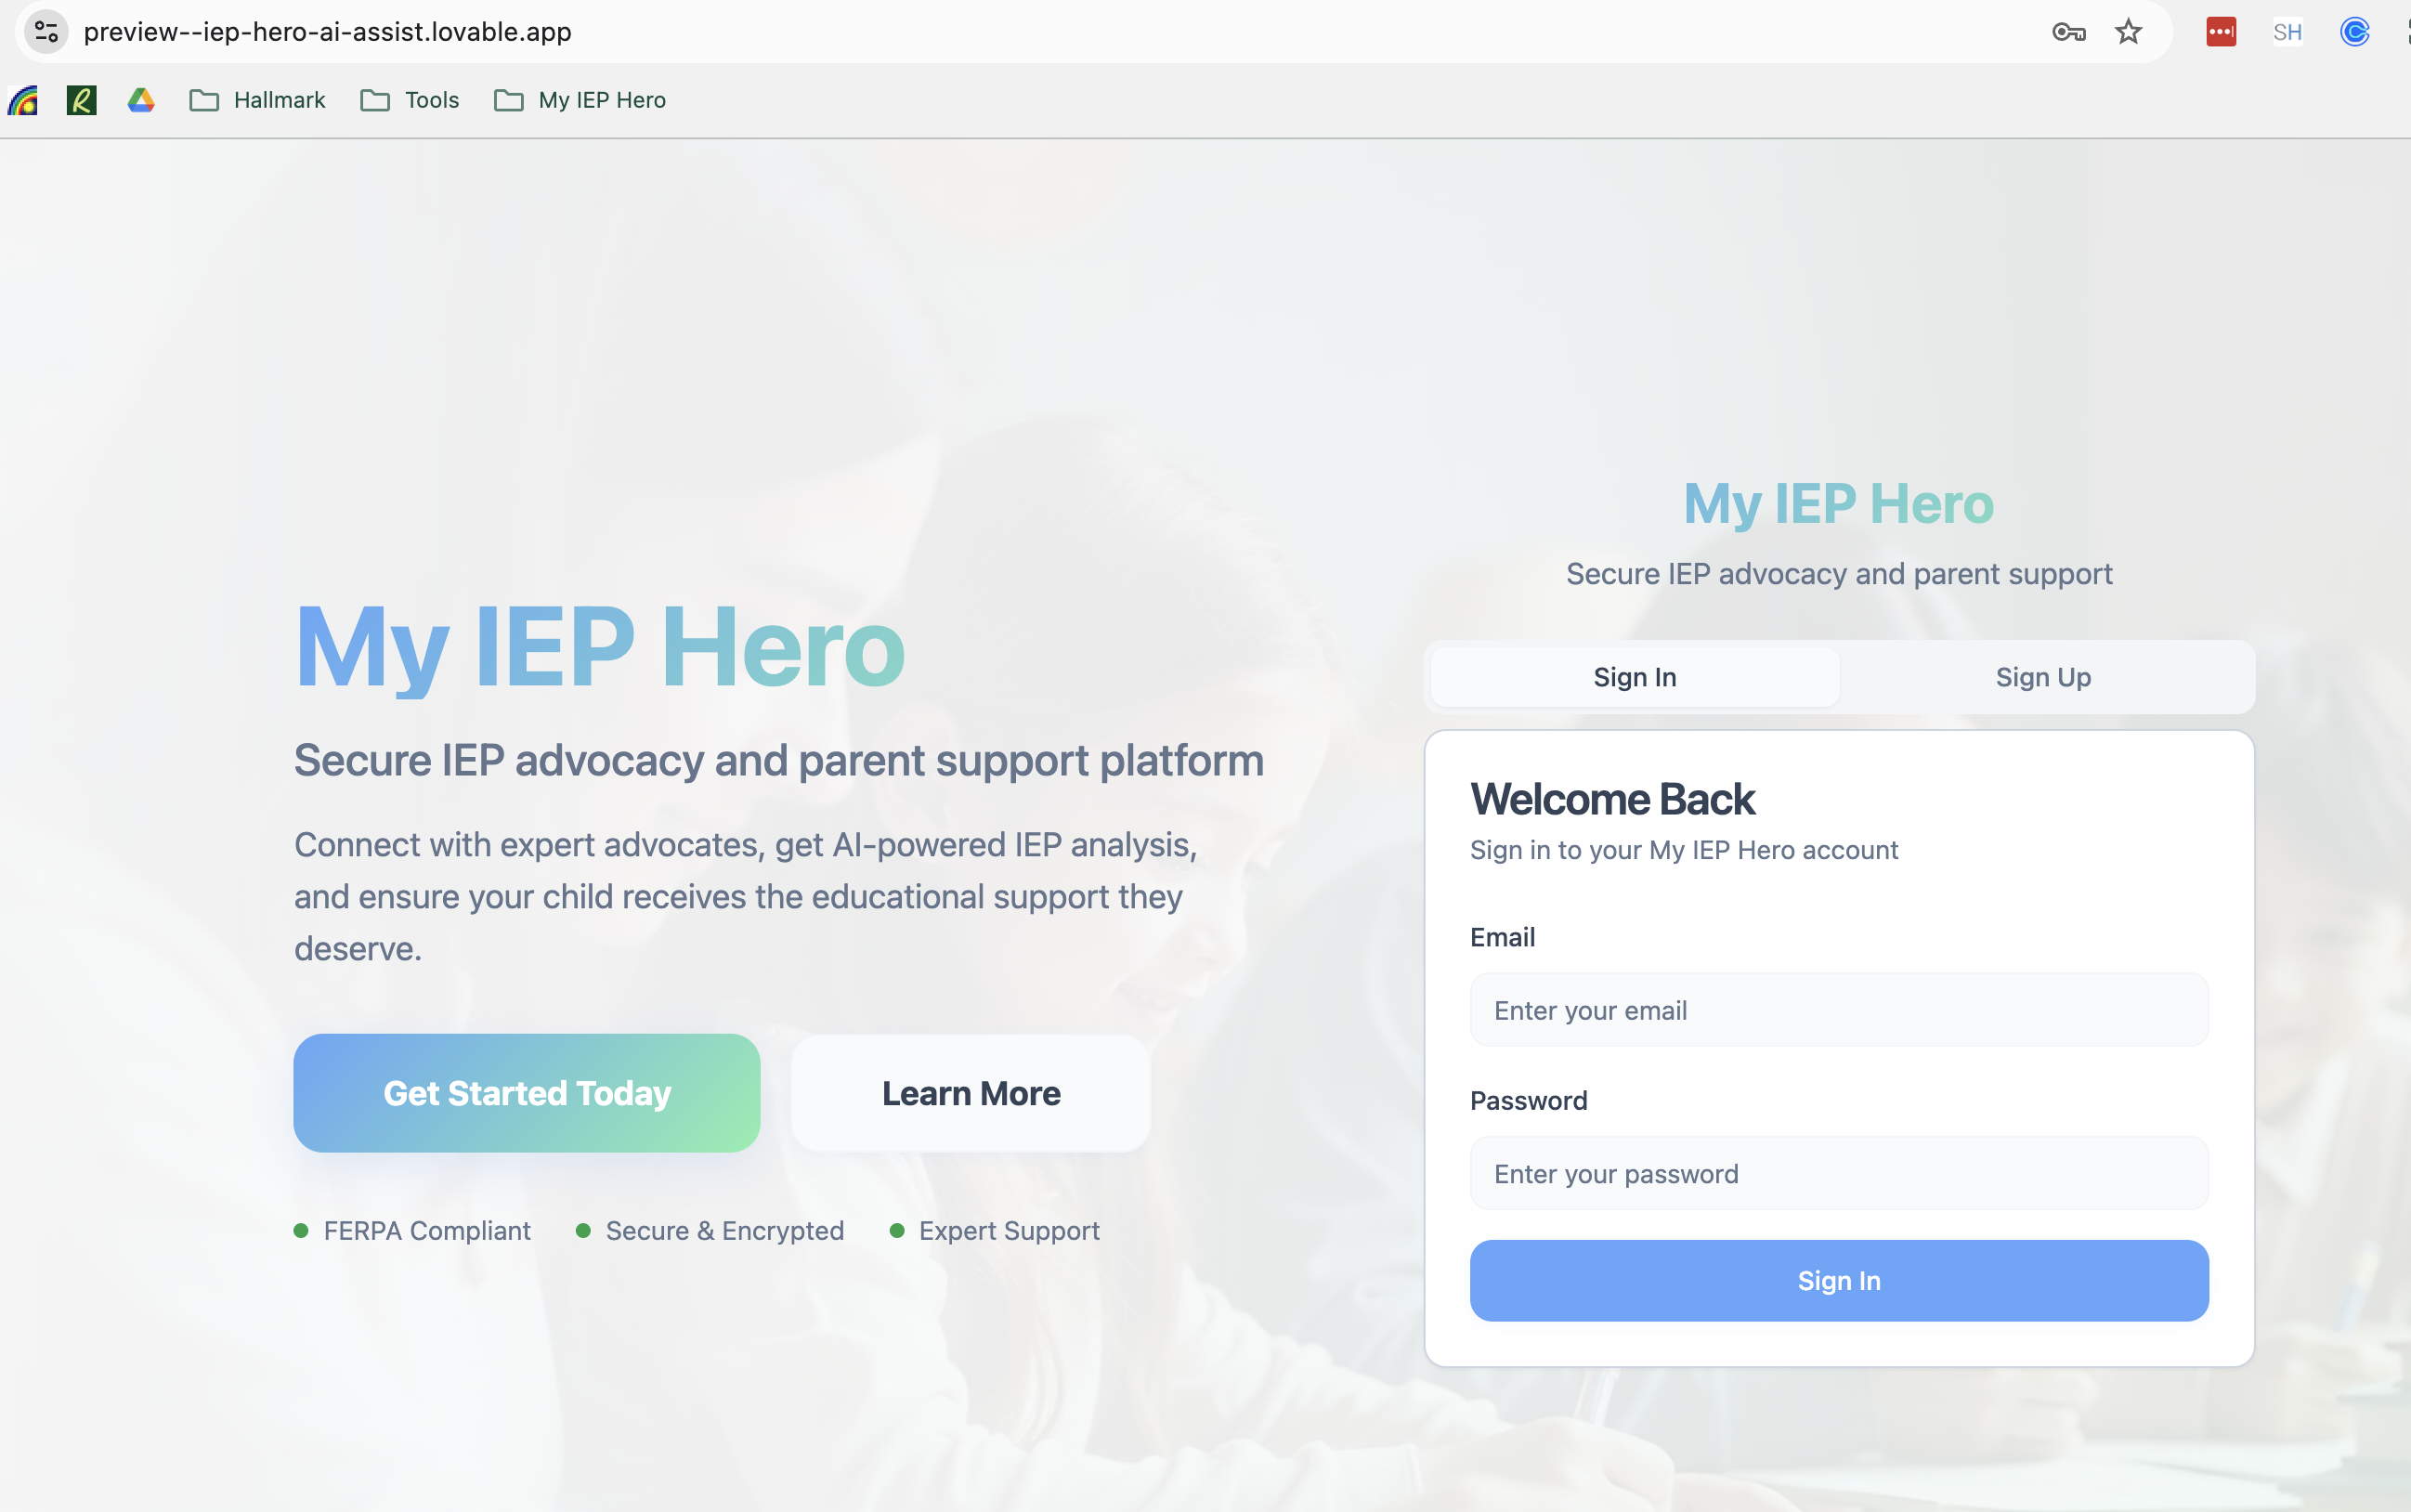 preview--iep-hero-ai-assist.lovable.app
SH
Hallmark
Tools
My IEP Hero
My IEP Hero
Secure IEP advocacy and parent support platform
Connect with expert advocates, get AI-powered IEP analysis,
and ensure your child receives the educational support they
deserve.
Get Started Today
Learn More
FERPA Compliant
Secure & Encrypted
Expert Support
My IEP Hero
Secure IEP advocacy and parent support
Sign In
Sign Up
Welcome Back
Sign in to your My IEP Hero account
Email
Enter your email
Password
Enter your password
Sign In